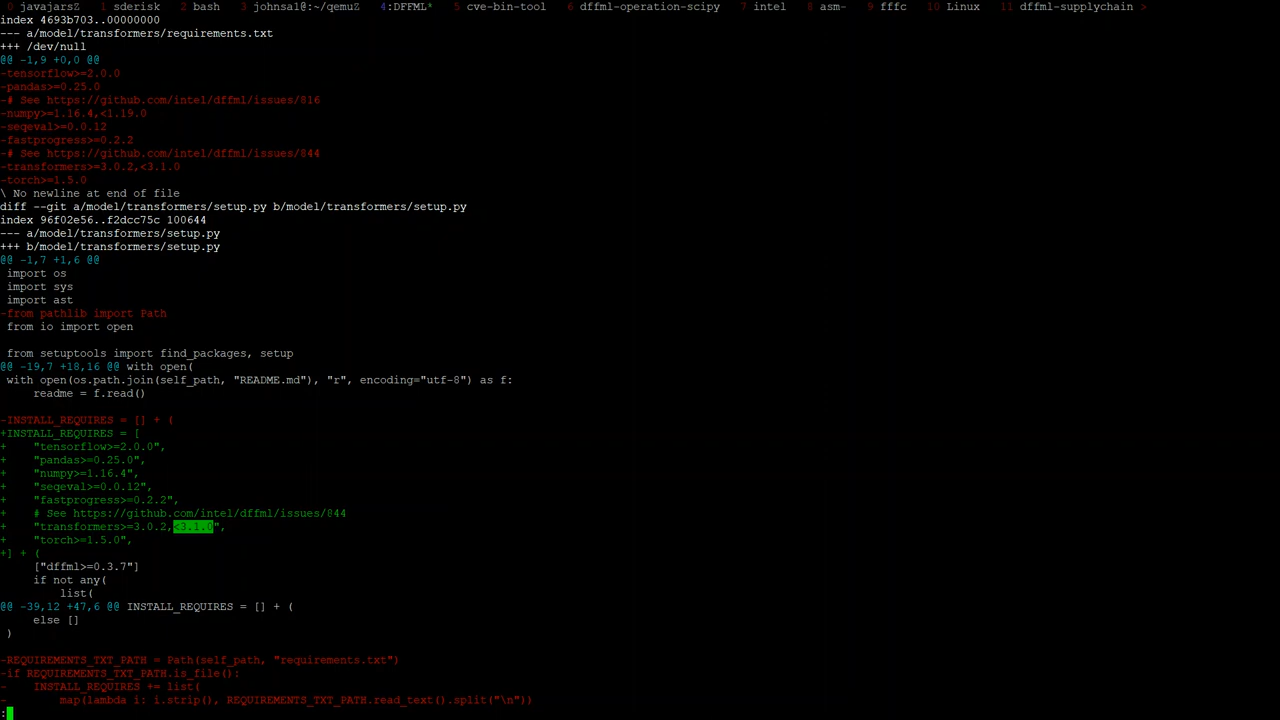 0 javajarsZ  1 sderisk  2 bash  3 johnsal@:~/qemuZ  4:DFFML*  5 cve-bin-tool  6 dffml-operation-scipy  7 intel  8 asm-  9 fffc  10 Linux  11 dffml-supplychain >
index 4693b703..00000000
--- a/model/transformers/requirements.txt
+++ /dev/null
@@ -1,9 +0,0 @@
-tensorflow>=2.0.0
-pandas>=0.25.0
-# See https://github.com/intel/dffml/issues/816
-numpy>=1.16.4,<1.19.0
-seqeval>=0.0.12
-fastprogress>=0.2.2
-# See https://github.com/intel/dffml/issues/844
-transformers>=3.0.2,<3.1.0
-torch>=1.5.0
\ No newline at end of file
diff --git a/model/transformers/setup.py b/model/transformers/setup.py
index 96f02e56..f2dcc75c 100644
--- a/model/transformers/setup.py
+++ b/model/transformers/setup.py
@@ -1,7 +1,6 @@
 import os
 import sys
 import ast
-from pathlib import Path
 from io import open

 from setuptools import find_packages, setup
@@ -19,7 +18,16 @@ with open(
 with open(os.path.join(self_path, "README.md"), "r", encoding="utf-8") as f:
     readme = f.read()

-INSTALL_REQUIRES = [] + (
+INSTALL_REQUIRES = [
+    "tensorflow>=2.0.0",
+    "pandas>=0.25.0",
+    "numpy>=1.16.4",
+    "seqeval>=0.0.12",
+    "fastprogress>=0.2.2",
+    # See https://github.com/intel/dffml/issues/844
+    "transformers>=3.0.2,<3.1.0",
+    "torch>=1.5.0",
+] + (
     ["dffml>=0.3.7"]
     if not any(
         list(
@@ -39,12 +47,6 @@ INSTALL_REQUIRES = [] + (
     else []
 )

-REQUIREMENTS_TXT_PATH = Path(self_path, "requirements.txt")
-if REQUIREMENTS_TXT_PATH.is_file():
-    INSTALL_REQUIRES += list(
-        map(lambda i: i.strip(), REQUIREMENTS_TXT_PATH.read_text().split("\n"))
: